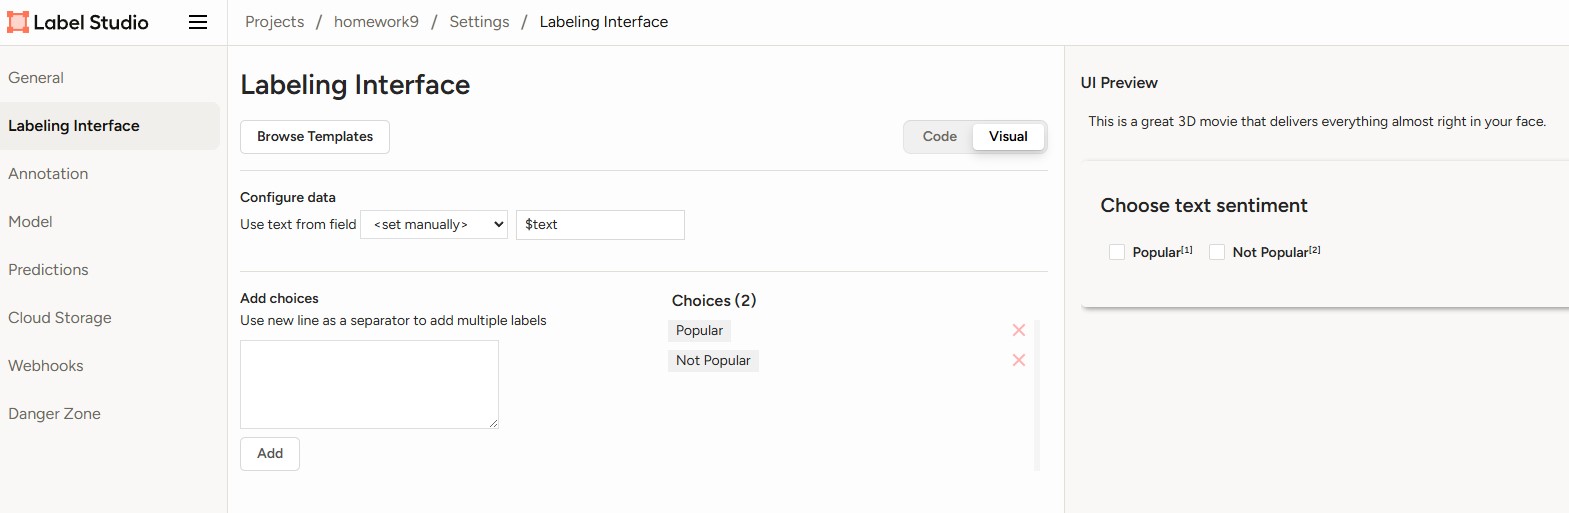 Label Studio
Projects / homework9 / Settings / Labeling Interface
General
Labeling Interface
Annotation
Model
Predictions
Cloud Storage
Webhooks
Danger Zone
Labeling Interface
Browse Templates
Code Visual
Configure data
Use text from field <set manually> $text
Add choices
Use new line as a separator to add multiple labels
Add
Choices (2)
Popular
Not Popular
UI Preview
This is a great 3D movie that delivers everything almost right in your face.
Choose text sentiment
Popular[1] Not Popular[2]